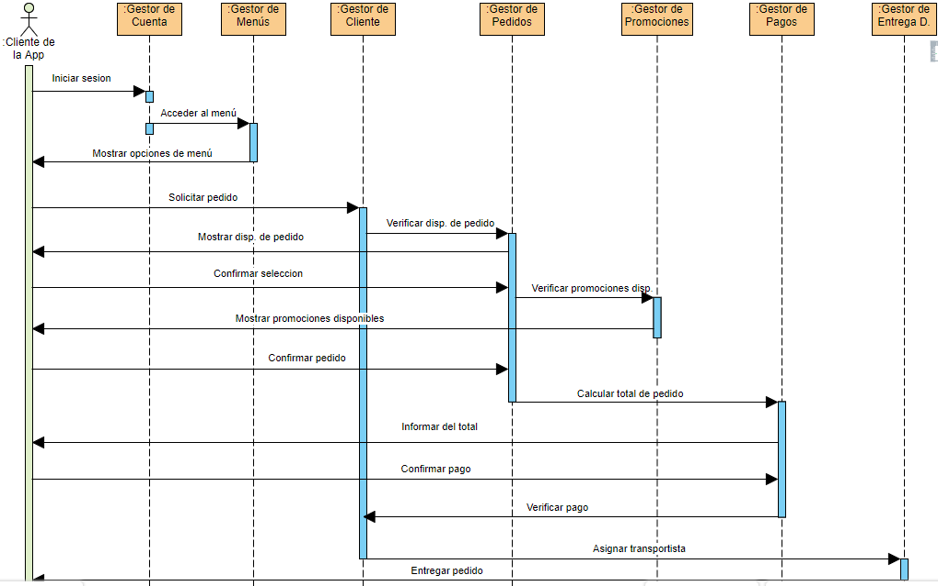 :Gestor de
Cuenta
:Gestor de
Menús
:Gestor de
Cliente
:Gestor de
Pedidos
:Gestor de
Promociones
:Gestor de
Pagos
:Gestor de
Entrega D.
:Cliente de
la App
Iniciar sesion
Acceder al menú
Mostrar opciones de menú
Solicitar pedido
Verificar disp. de pedido
Mostrar disp. de pedido
Confirmar seleccion
Verificar promociones disp.
Mostrar promociones disponibles
Confirmar pedido
Calcular total de pedido
Informar del total
Confirmar pago
Verificar pago
Asignar transportista
Entregar pedido